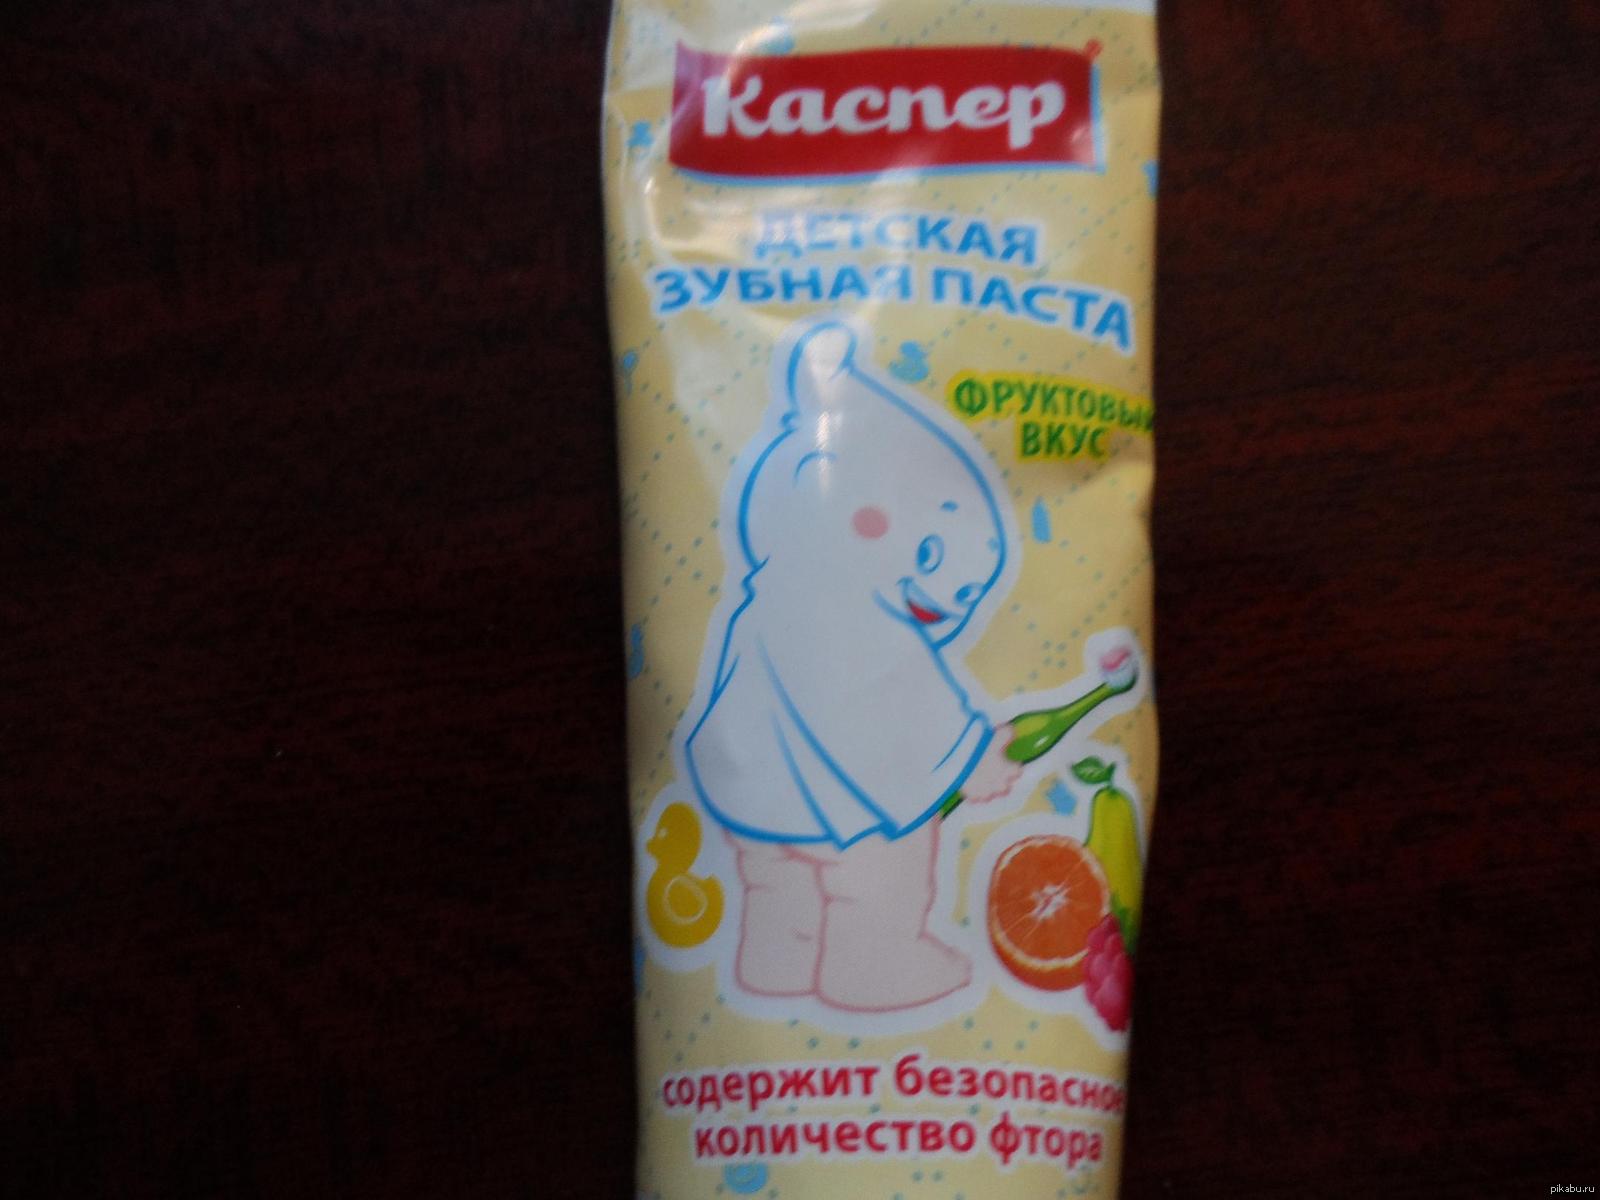 Каспер
ДЕТСКАЯ
ЗУБНАЯ ПАСТА
ФРУКТОВЫЙ
ВКУС
содержит безопасное
количество фтора
pikabu.ru